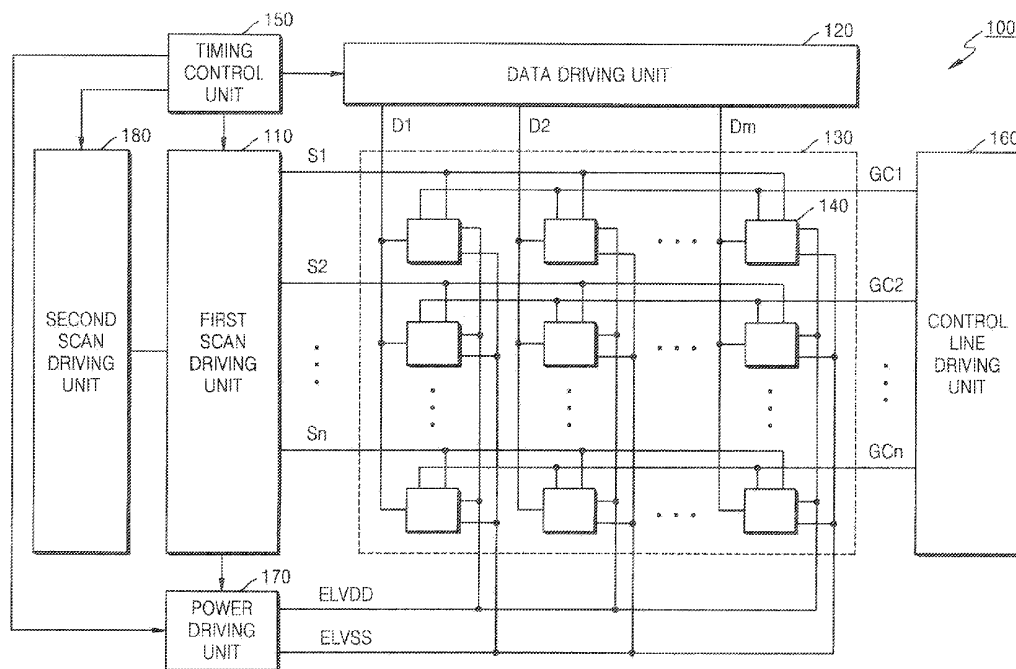 150
TIMING
CONTROL
UNIT
120
DATA DRIVING UNIT
100
D1
D2
Dm
180
SECOND
SCAN
DRIVING
UNIT
110
FIRST
SCAN
DRIVING
UNIT
130
160
CONTROL
LINE
DRIVING
UNIT
S1
GC1
140
S2
GC2
Sn
GCn
170
POWER
DRIVING
UNIT
ELVDD
ELVSS